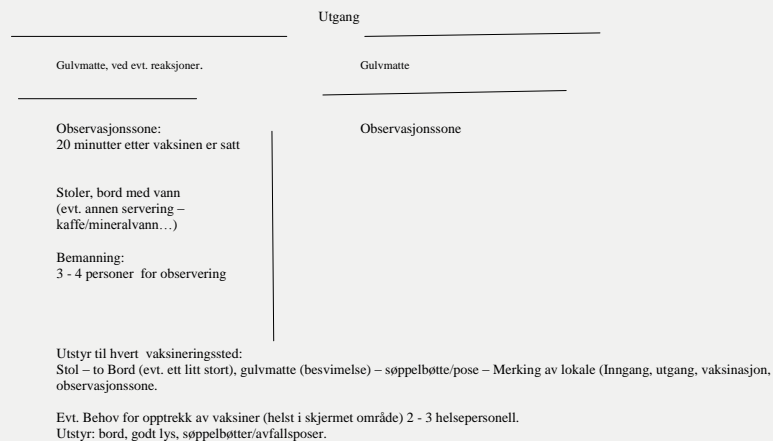 Utgang
Gulvmatte, ved evt. reaksjoner.
Gulvmatte
Observasjonssone:
20 minutter etter vaksinen er satt
Observasjonssone
Stoler, bord med vann
(evt. annen servering –
kaffe/mineralvann…)
Bemanning:
3 - 4 personer  for observering
Utstyr til hvert  vaksineringssted:
Stol – to Bord (evt. ett litt stort), gulvmatte (besvimelse) – søppelbøtte/pose – Merking av lokale (Inngang, utgang, vaksinasjon,
observasjonssone.
Evt. Behov for opptrekk av vaksiner (helst i skjermet område) 2 - 3 helsepersonell.
Utstyr: bord, godt lys, søppelbøtter/avfallsposer.